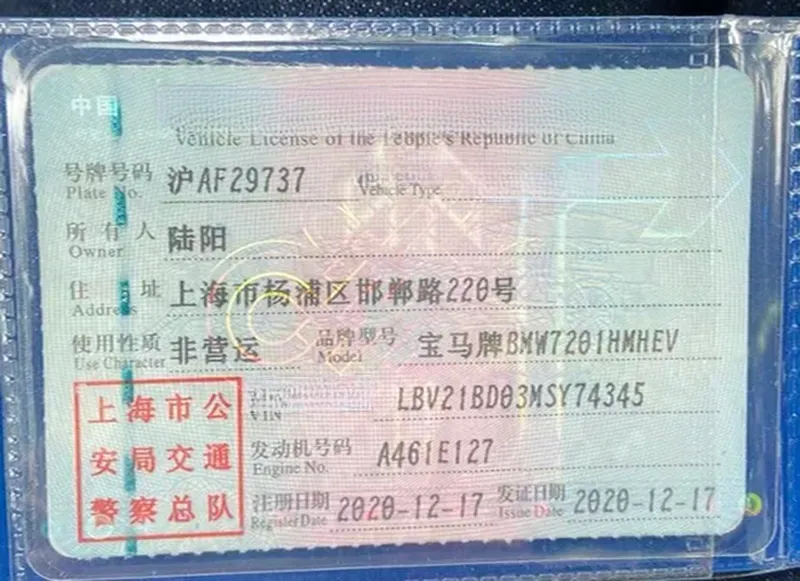 中国
Vehicle License of the People's Republic of China
号牌号码 沪AF29737
Plate No. Vehicle Type
所有人 陆阳
Owner
住址 上海市杨浦区邯郸路220号
Address
使用性质 非营运 品牌型号 宝马牌BMW7201HMHEV
Use Character Model
LBV21BD03MSY74345
VIN
上海市公
安局交通
警察总队
发动机号码 A461E127
Engine No.
注册日期 2020-12-17 发证日期 2020-12-17
Register Date Issue Date